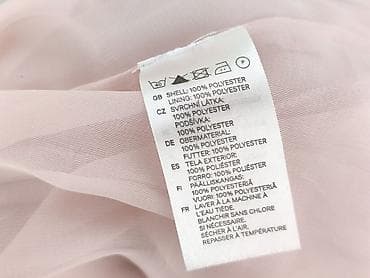 GB SHELL: 100% POLYESTER
LINING: 100% POLYESTER
CZ SVRCHNÍ LÁTKA:
100% POLYESTER
PODŠÍVKA:
100% POLYESTER
DE OBERMATERIAL:
100% POLYESTER
FUTTER: 100% POLYESTER
ES TELA EXTERIOR:
100% POLIÉSTER
FORRO: 100% POLIÉSTER
FI PÄÄLLISKANGAS:
100% POLYESTERIÄ
VUORI: 100% POLYESTERIÄ
FR LAVER À LA MACHINE À
L'EAU TIÈDE.
BLANCHIR SANS CHLORE
SI NÉCESSAIRE.
SÉCHER À L'AIR.
REPASSER À TEMPÉRATURE